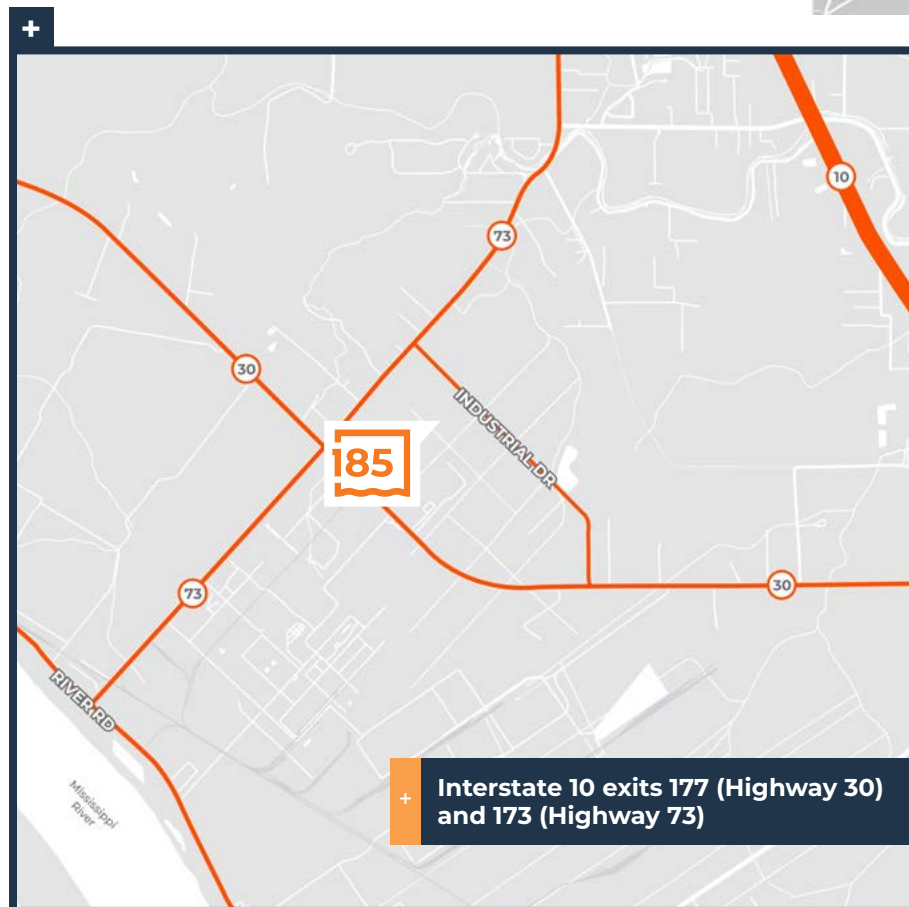 +
10
73
30
INDUSTRIAL DR
185
30
73
RIVER RD
Mississippi
River
+
Interstate 10 exits 177 (Highway 30)
and 173 (Highway 73)